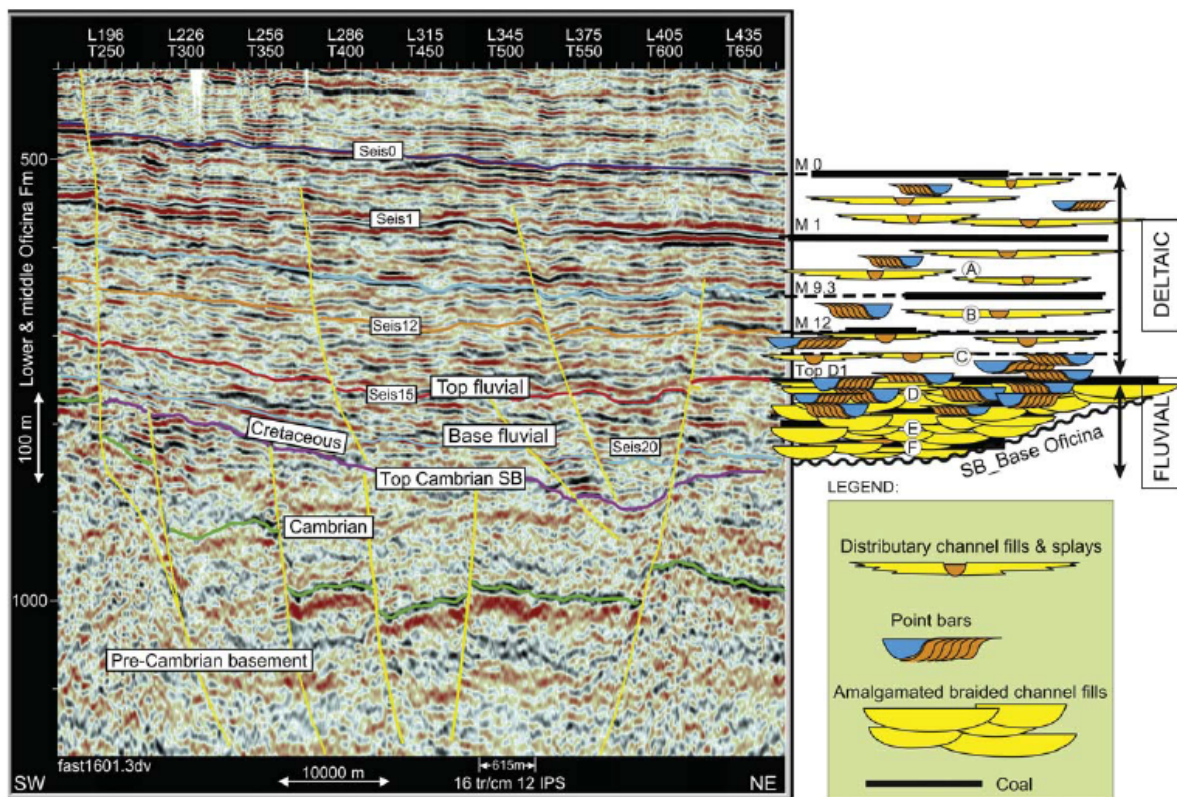 L196 L226 L256 L286 L315 L345 L375 L405 L435
T250 T300 T350 T400 T450 T500 T550 T600 T650
Lower & middle Oficina Fm
500
1000
100 m
Seis0
Seis1
Seis12
Seis15
Top fluvial
Cretaceous
Base fluvial
Seis20
Top Cambrian SB
Cambrian
Pre-Cambrian basement
fast1601.3dv
SW
10000 m
615m
16 tr/cm 12 IPS
NE
M 0
M 1
A
M 9.3
B
M 12
C
Top D1
D
E
F
SB_Base Oficina
DELTAIC
FLUVIAL
LEGEND:
Distributary channel fills & splays
Point bars
Amalgamated braided channel fills
Coal